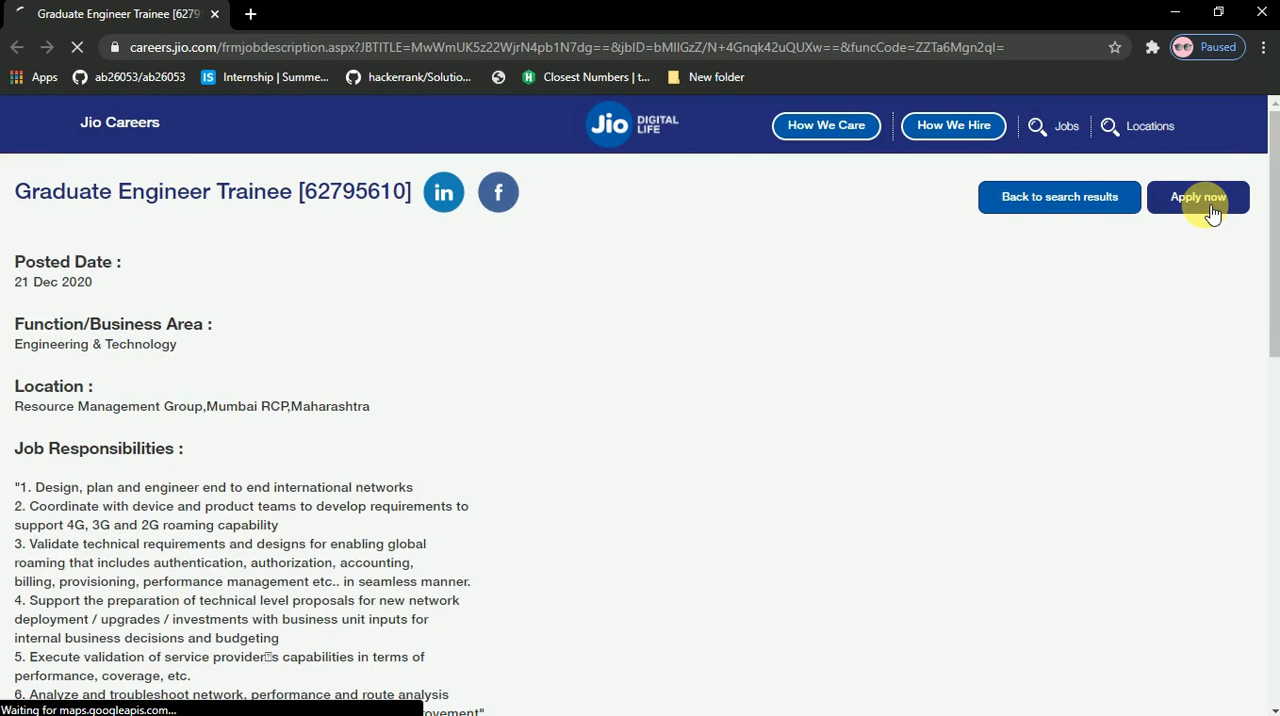 Graduate Engineer Trainee [6279
careers.jio.com/frmjobdescription.aspx?JBTITLE=MwWmUK5z22WjrN4pb1N7dg==&jbID=bMIlGzZ/N+4Gnqk42uQUXw==&funcCode=ZZTa6Mgn2qI=
Paused
Apps
ab26053/ab26053
Internship | Summe...
hackerrank/Solutio...
Closest Numbers | t...
New folder
Jio Careers
Jio DIGITAL
LIFE
How We Care
How We Hire
Jobs
Locations
Graduate Engineer Trainee [62795610]
Back to search results
Apply now
Posted Date :
21 Dec 2020
Function/Business Area :
Engineering & Technology
Location :
Resource Management Group,Mumbai RCP,Maharashtra
Job Responsibilities :
"1. Design, plan and engineer end to end international networks
2. Coordinate with device and product teams to develop requirements to
support 4G, 3G and 2G roaming capability
3. Validate technical requirements and designs for enabling global
roaming that includes authentication, authorization, accounting,
billing, provisioning, performance management etc.. in seamless manner.
4. Support the preparation of technical level proposals for new network
deployment / upgrades / investments with business unit inputs for
internal business decisions and budgeting
5. Execute validation of service provider s capabilities in terms of
performance, coverage, etc.
6. Analyze and troubleshoot network, performance and route analysis
Waiting for maps.googleapis.com...